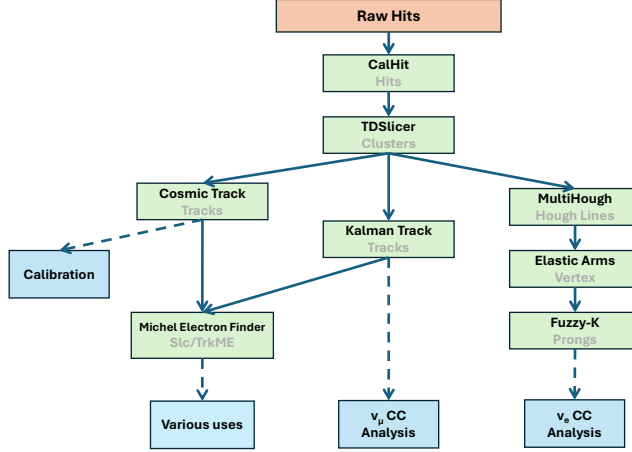 Raw Hits
CalHit
Hits
TDSlicer
Clusters
Cosmic Track
Tracks
Kalman Track
Tracks
MultiHough
Hough Lines
Calibration
Elastic Arms
Vertex
Michel Electron Finder
Slc/TrkME
Fuzzy-K
Prongs
Various uses
νμ CC
Analysis
νe CC
Analysis